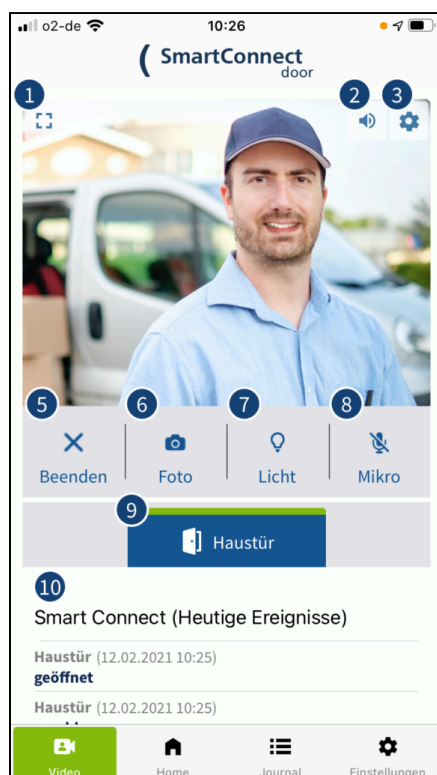 o2-de 10:26
SmartConnect
door
1 2 3
5 6 7 8
Beenden Foto Licht Mikro
9
Haustür
10
Smart Connect (Heutige Ereignisse)
Haustür (12.02.2021 10:25)
geöffnet
Haustür (12.02.2021 10:25)
Video Home Journal Einstellungen